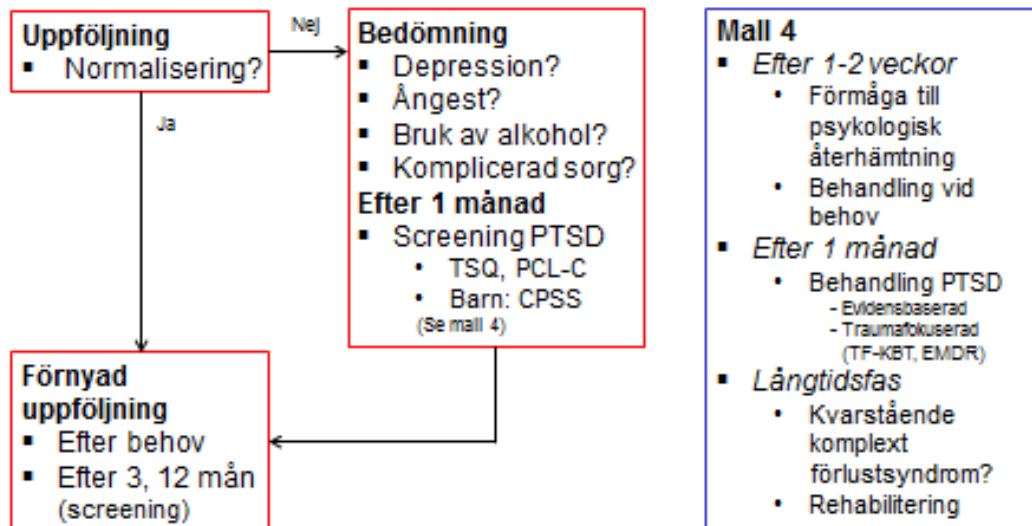 Uppföljning
▪ Normalisering?
Nej
Ja
Bedömning
▪ Depression?
▪ Ångest?
▪ Bruk av alkohol?
▪ Komplicerad sorg?
Efter 1 månad
▪ Screening PTSD
• TSQ, PCL-C
• Barn: CPSS
(Se mall 4)
Förnyad
uppföljning
▪ Efter behov
▪ Efter 3, 12 mån
(screening)
Mall 4
▪ Efter 1-2 veckor
• Förmåga till
psykologisk
återhämtning
• Behandling vid
behov
▪ Efter 1 månad
• Behandling PTSD
- Evidensbaserad
- Traumafokuserad
(TF-KBT, EMDR)
▪ Långtidsfas
• Kvarstående
komplext
förlustsyndrom?
• Rehabilitering